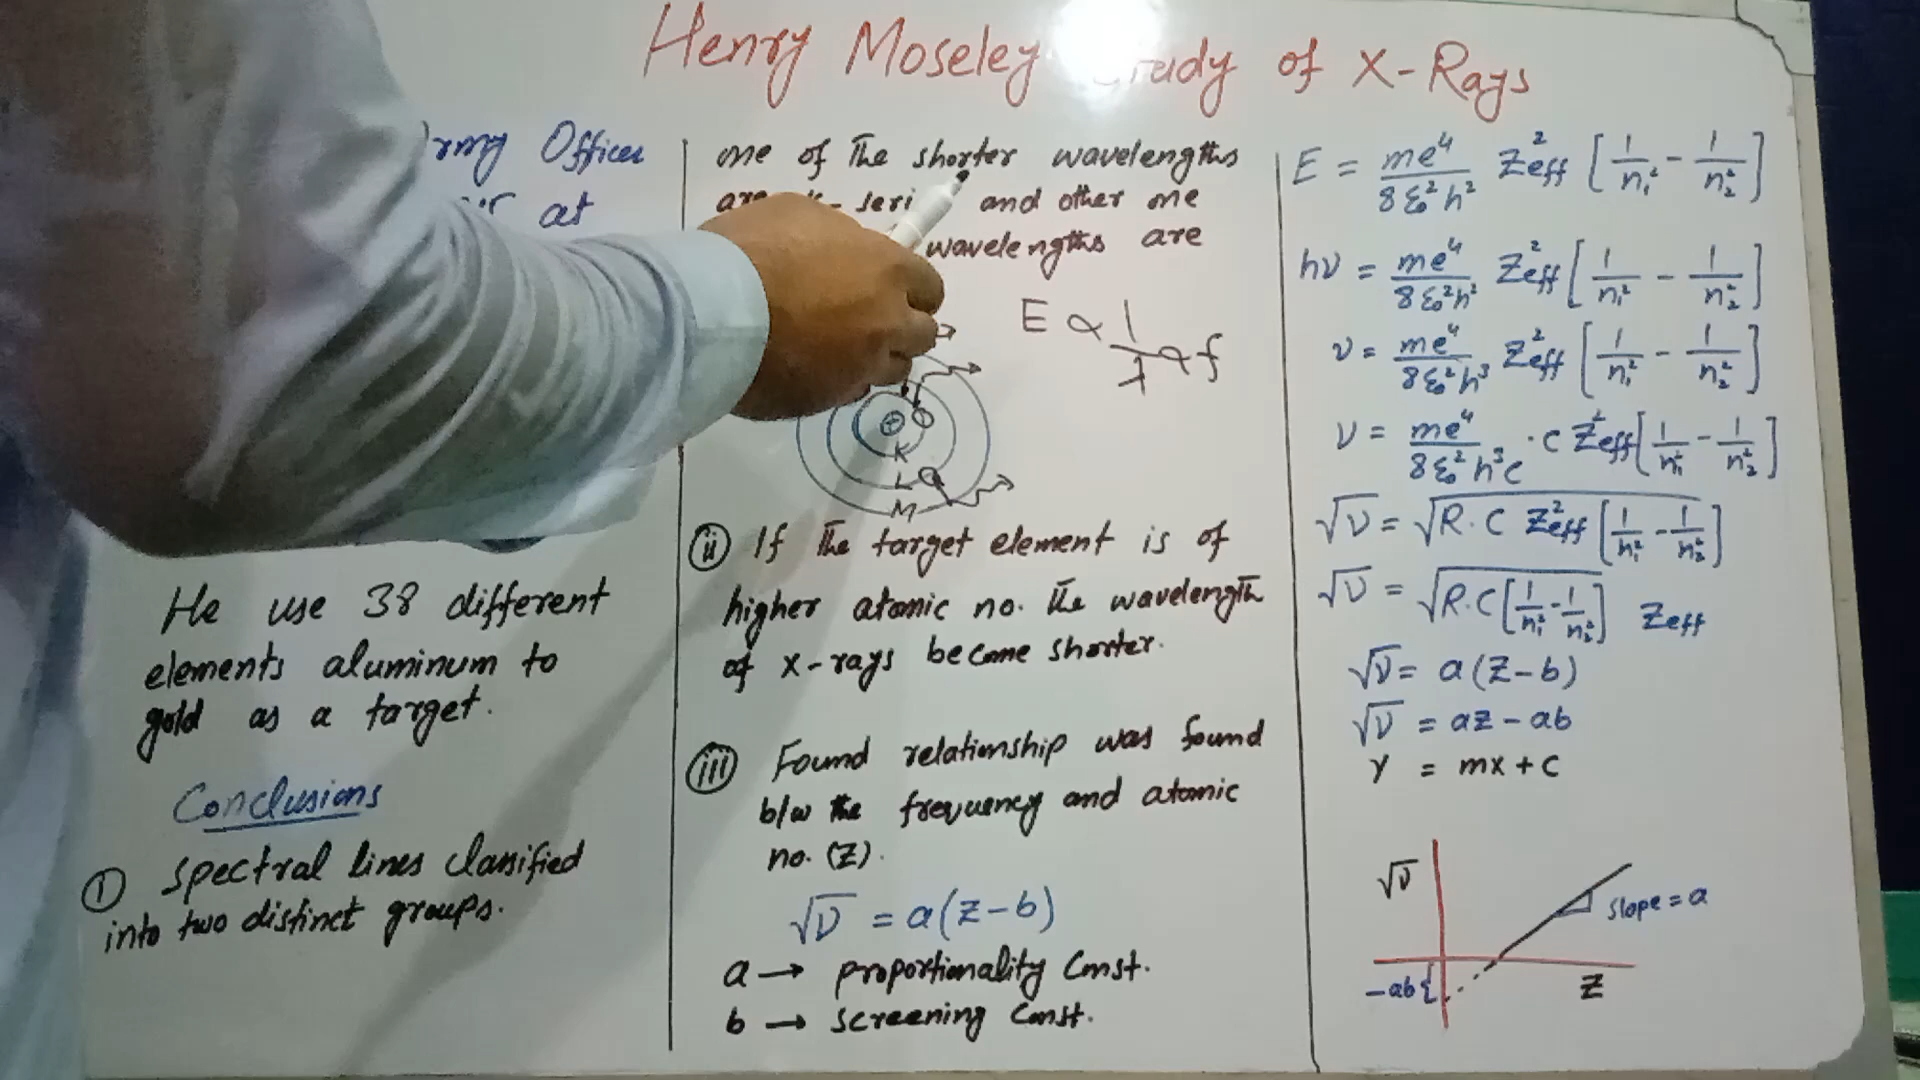 Henry Moseley Study of X-Rays
Officer
at
He use 38 different
elements aluminum to
gold as a target.
Conclusions
① Spectral lines classified
into two distinct groups.
one of the shorter wavelengths
are and other one
wavelengths are
E ∝ 1/λ ∝ f
K
L
M
ⓘⓘ If the target element is of
higher atomic no. the wavelength
of x-rays become shorter.
ⓘⓘⓘ Found relationship was found
b/w the frequency and atomic
no. (Z).
√ν = a(Z-b)
a → proportionality Const.
b → screening Const.
E = me⁴/8ε₀²h² Z²eff [1/n₁² - 1/n₂²]
hν = me⁴/8ε₀²h² Z²eff [1/n₁² - 1/n₂²]
ν = me⁴/8ε₀²h³ Z²eff [1/n₁² - 1/n₂²]
ν = me⁴/8ε₀²h³c · c Z²eff [1/n₁² - 1/n₂²]
√ν = √R.C Z²eff [1/n₁² - 1/n₂²]
√ν = √R.C [1/n₁² - 1/n₂²] Zeff
√ν = a(Z-b)
√ν = aZ-ab
Y = mx+c
√ν
slope = a
-ab{
Z